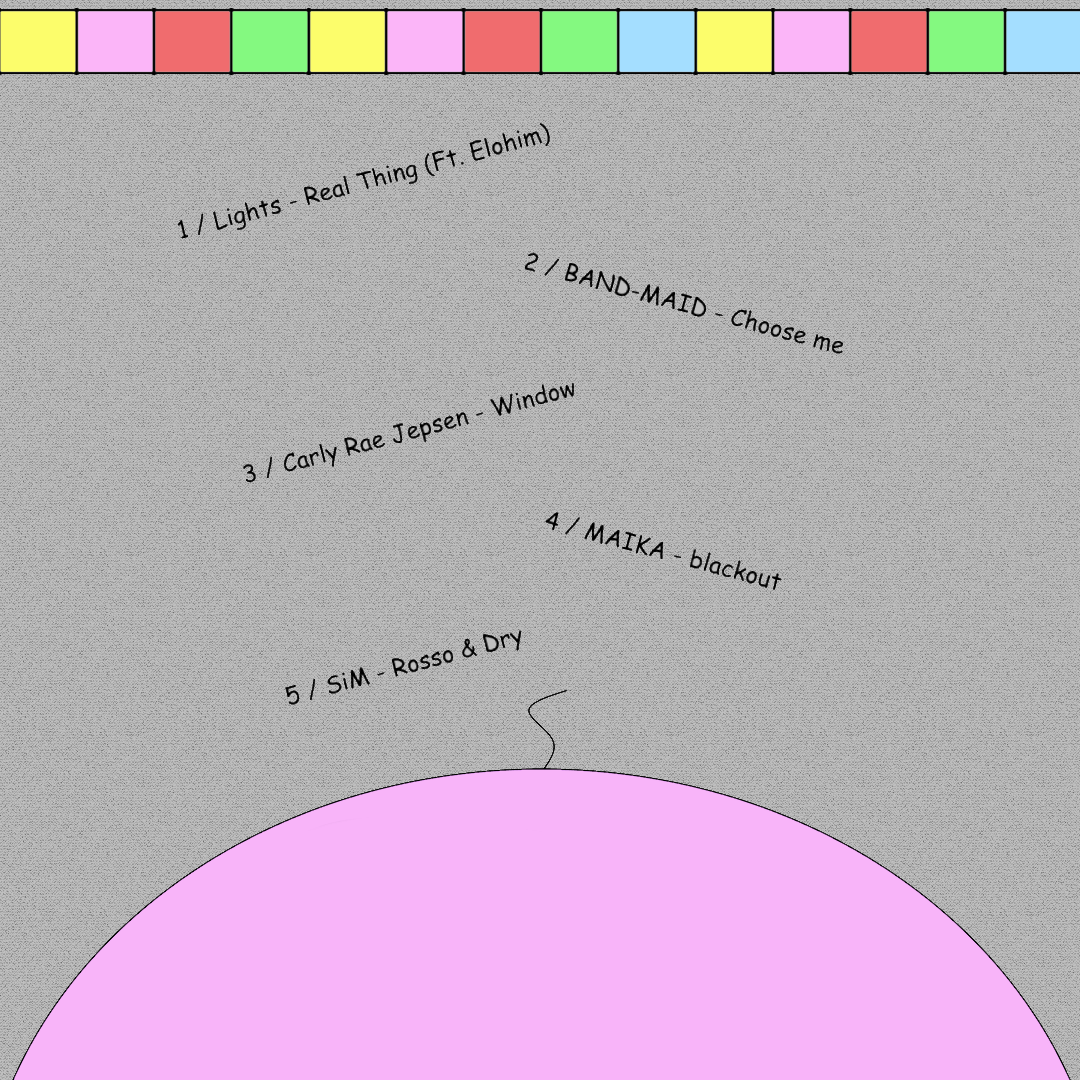 1 / Lights - Real Thing (Ft. Elohim)
2 / BAND-MAID - Choose me
3 / Carly Rae Jepsen - Window
4 / MAIKA - blackout
5 / SiM - Rosso & Dry